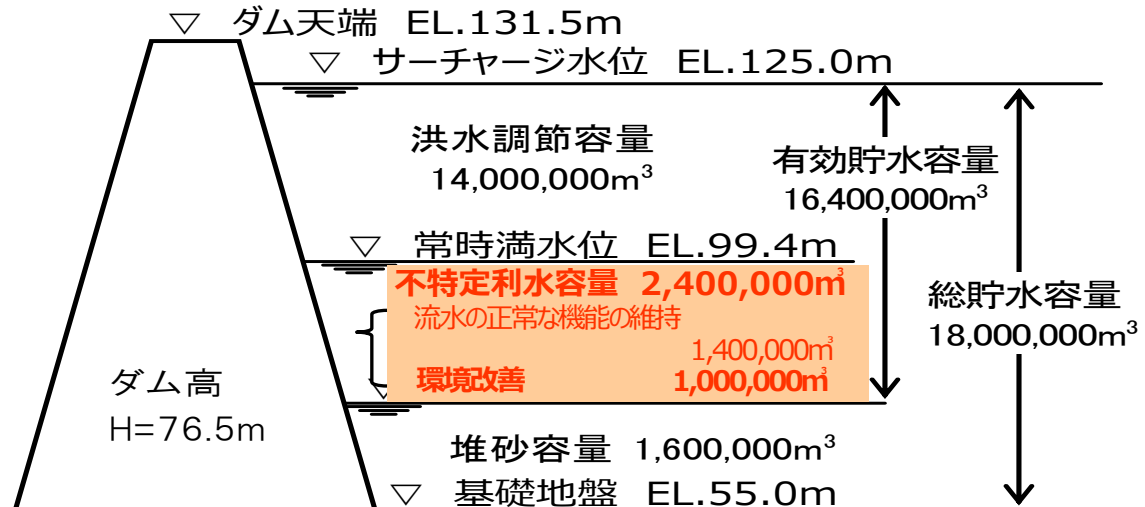 ▽ ダム天端 EL.131.5m
▽ サーチャージ水位 EL.125.0m
洪水調節容量
14,000,000m³
有効貯水容量
16,400,000m³
▽ 常時満水位 EL.99.4m
不特定利水容量 2,400,000㎥
流水の正常な機能の維持
1,400,000㎥
環境改善 1,000,000㎥
総貯水容量
18,000,000m³
ダム高
H=76.5m
堆砂容量 1,600,000m³
▽ 基礎地盤 EL.55.0m